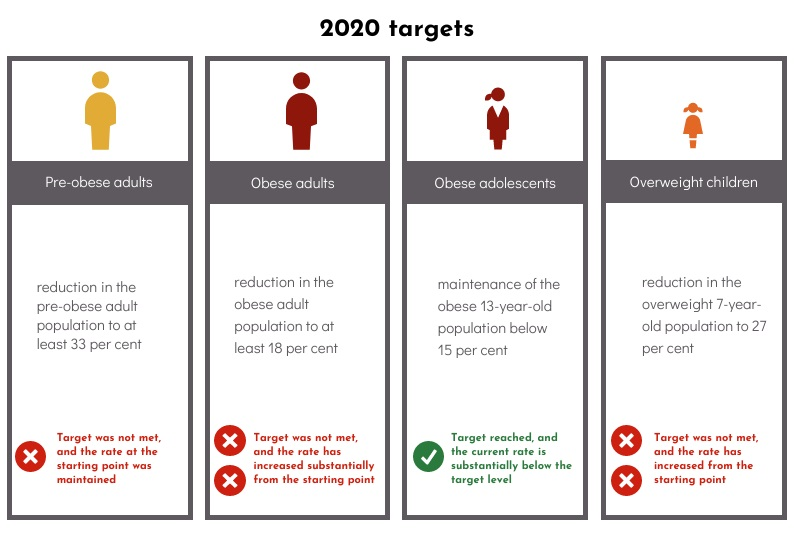 2020 targets
Pre-obese adults
reduction in the
pre-obese adult
population to at
least 33 per cent
Target was not met,
and the rate at the
starting point was
maintained
Obese adults
reduction in the
obese adult
population to at
least 18 per cent
Target was not met,
and the rate has
increased substantially
from the starting point
Obese adolescents
maintenance of the
obese 13-year-old
population below
15 per cent
Target reached, and
the current rate is
substantially below the
target level
Overweight children
reduction in the
overweight 7-year-
old population to 27
per cent
Target was not met,
and the rate has
increased from the
starting point